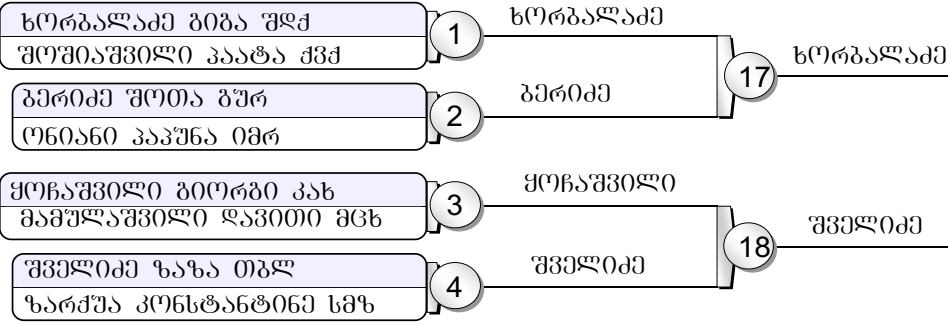 ხორბალაძე გიგა შდქ
1
ხორბალაძე
შოშიაშვილი პაატა ქვქ
17
ხორბალაძე
ბერიძე შოთა გურ
2
ბერიძე
ონიანი პაპუნა იმრ
ყოჩაშვილი გიორგი კახ
3
ყოჩაშვილი
მამულაშვილი დავითი მცხ
18
შველიძე
შველიძე ზაზა თბლ
4
შველიძე
ზარქუა კონსტანტინე სმზ